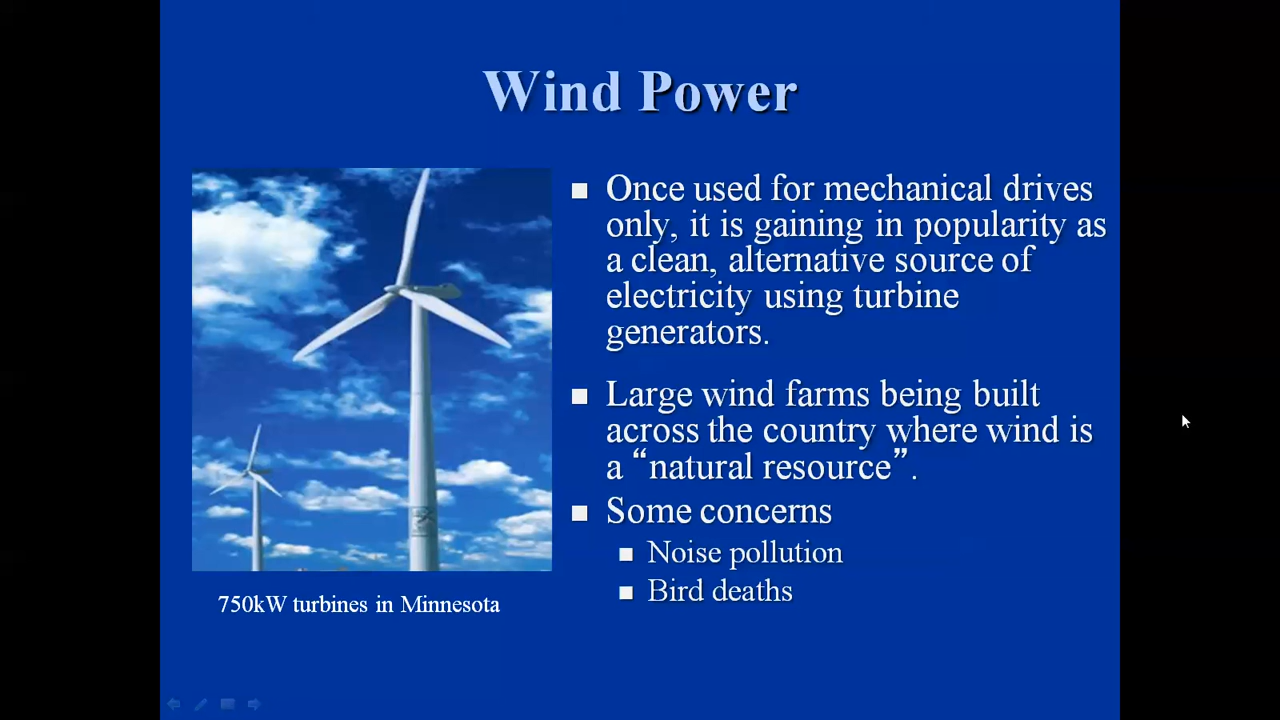 Wind Power
Once used for mechanical drives
only, it is gaining in popularity as
a clean, alternative source of
electricity using turbine
generators.
Large wind farms being built
across the country where wind is
a “natural resource”.
Some concerns
Noise pollution
Bird deaths
750kW turbines in Minnesota